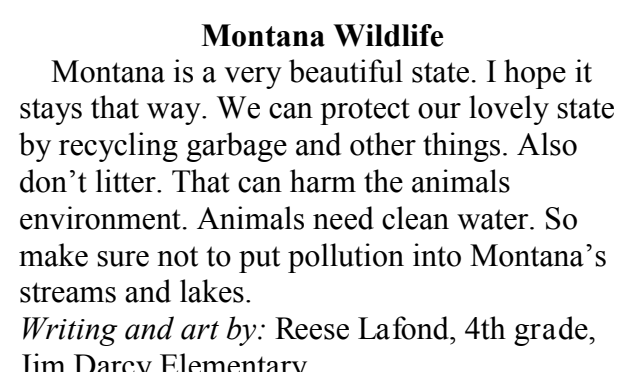 Montana Wildlife
Montana is a very beautiful state. I hope it
stays that way. We can protect our lovely state
by recycling garbage and other things. Also
don’t litter. That can harm the animals
environment. Animals need clean water. So
make sure not to put pollution into Montana’s
streams and lakes.
Writing and art by: Reese Lafond, 4th grade,
Jim Darcy Elementary